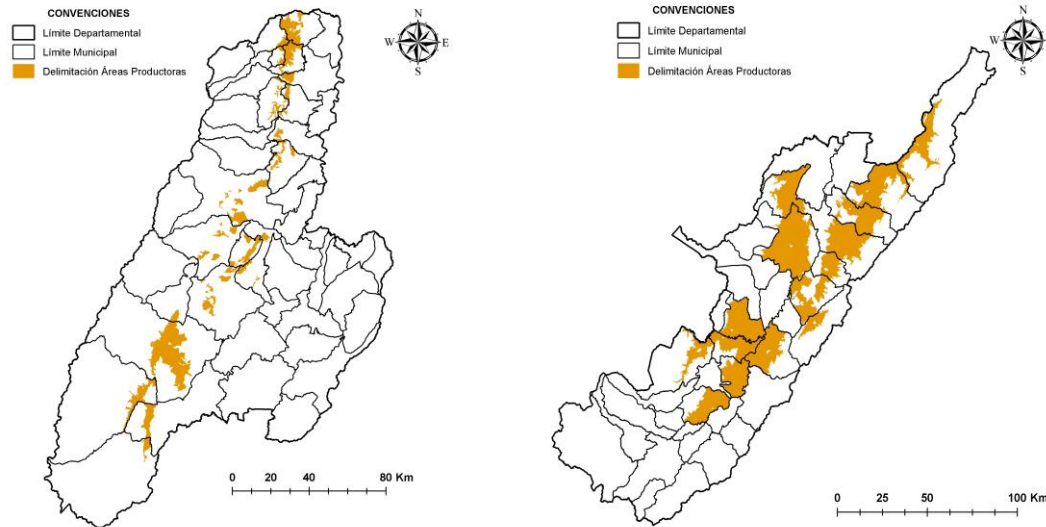 CONVENCIONES
Límite Departamental
Límite Municipal
Delimitación Áreas Productoras
N
W E
S
0 20 40 80 Km
CONVENCIONES
Límite Departamental
Límite Municipal
Delimitación Áreas Productoras
N
W E
S
0 25 50 100 Km